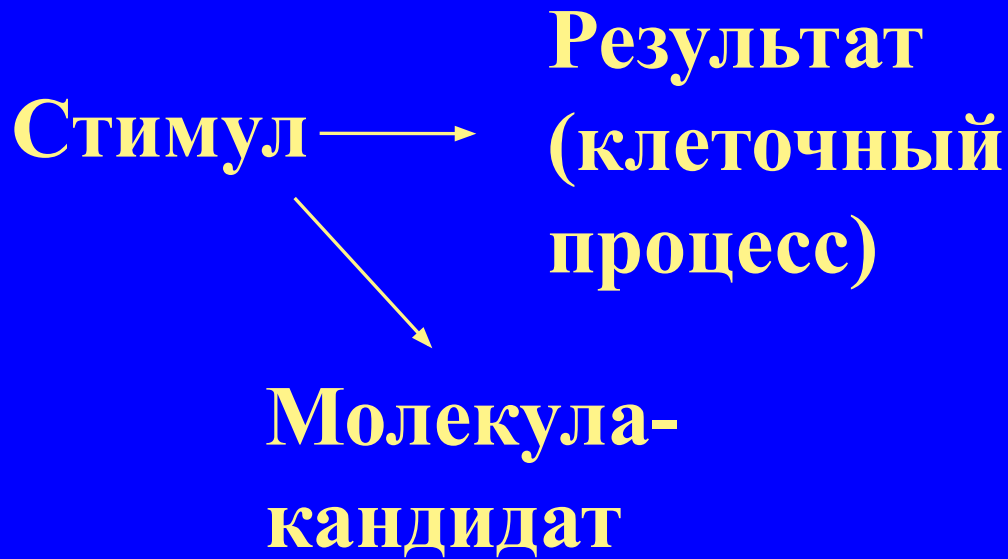 Результат
Стимул
(клеточный
процесс)
Молекула-
кандидат